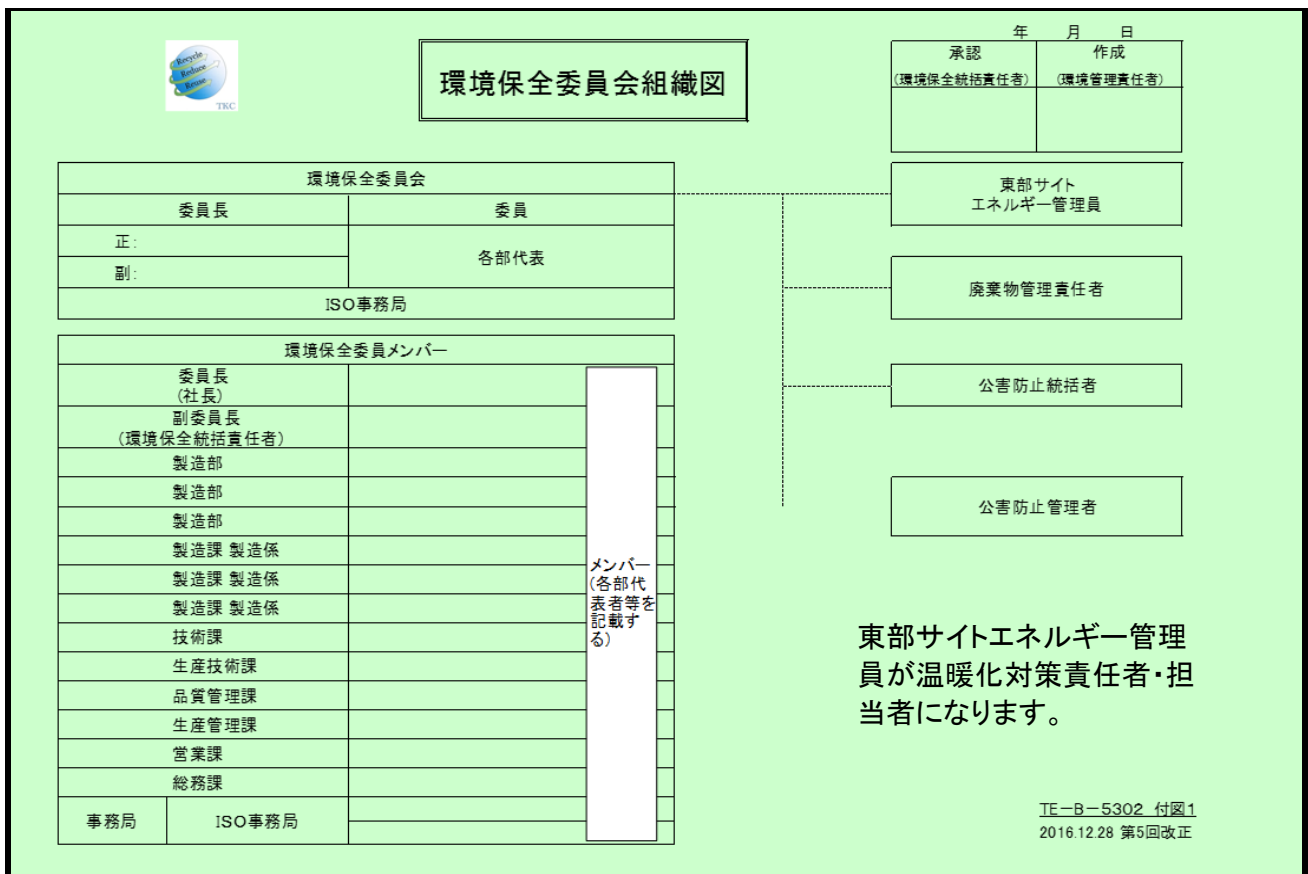 Recycle
Reduce
Reuse
TKC
環境保全委員会組織図
年 月 日
承認 作成
(環境保全統括責任者) (環境管理責任者)
環境保全委員会
委員長 委員
正:
副:
各部代表
ISO事務局
東部サイト
エネルギー管理員
廃棄物管理責任者
公害防止統括者
公害防止管理者
環境保全委員メンバー
委員長
(社長)
副委員長
(環境保全統括責任者)
製造部
製造部
製造部
製造課 製造係
製造課 製造係
製造課 製造係
技術課
生産技術課
品質管理課
生産管理課
営業課
総務課
事務局 ISO事務局
メンバー
(各部代
表者等を
記載す
る)
東部サイトエネルギー管理
員が温暖化対策責任者・担
当者になります。
TE－B－5302 付図1
2016.12.28 第5回改正